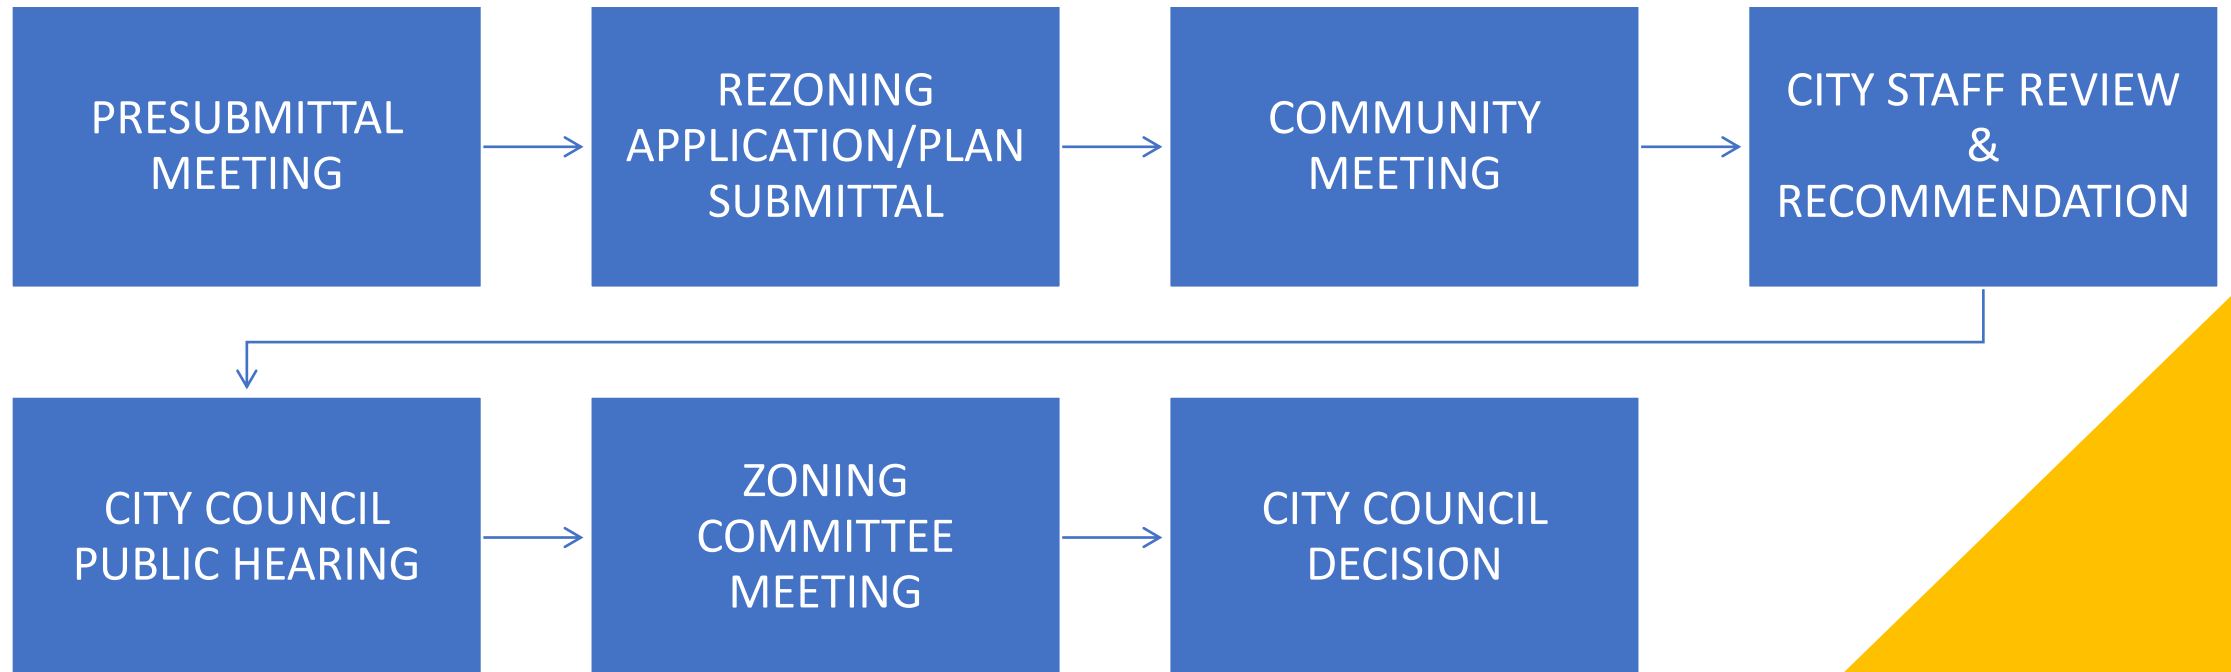 PRESUBMITTAL
MEETING
REZONING
APPLICATION/PLAN
SUBMITTAL
COMMUNITY
MEETING
CITY STAFF REVIEW
&
RECOMMENDATION
CITY COUNCIL
PUBLIC HEARING
ZONING
COMMITTEE
MEETING
CITY COUNCIL
DECISION